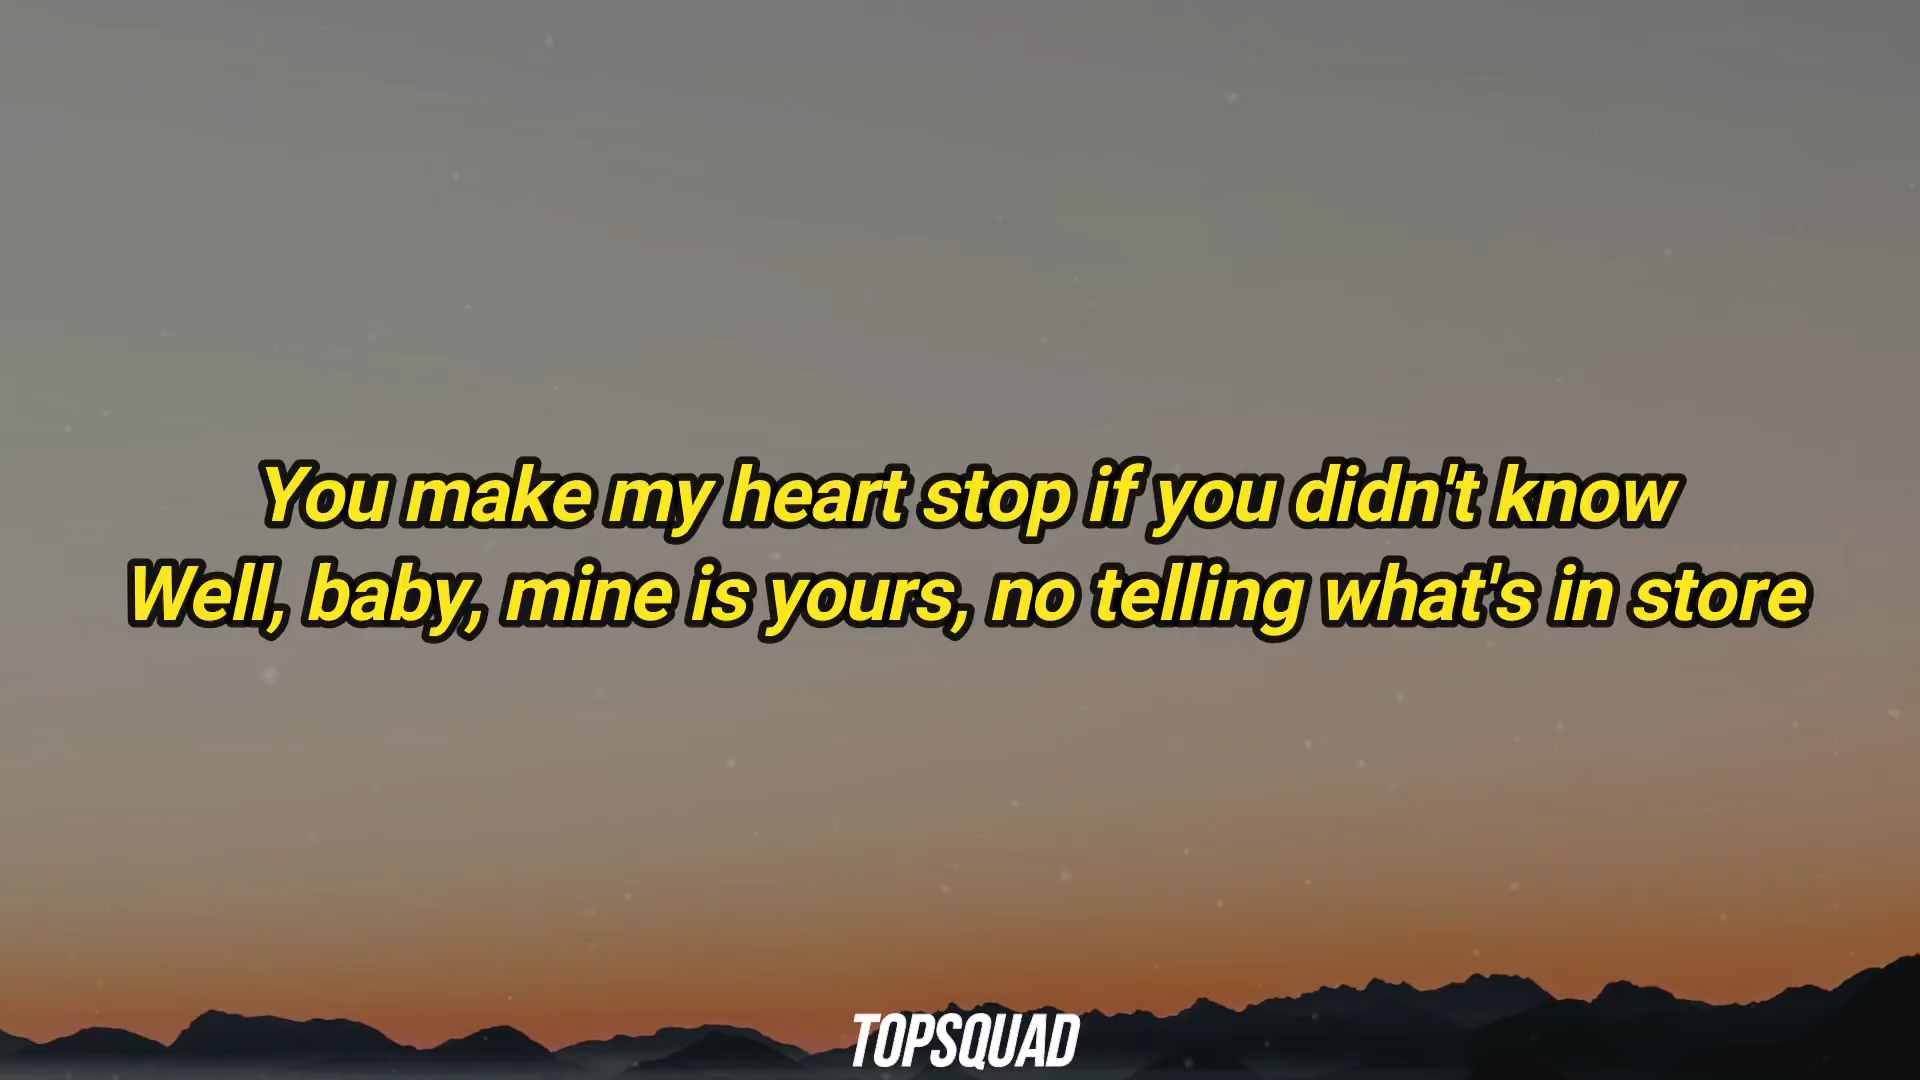 You make my heart stop if you didn't know
Well, baby, mine is yours, no telling what's in store
TOPSQUAD